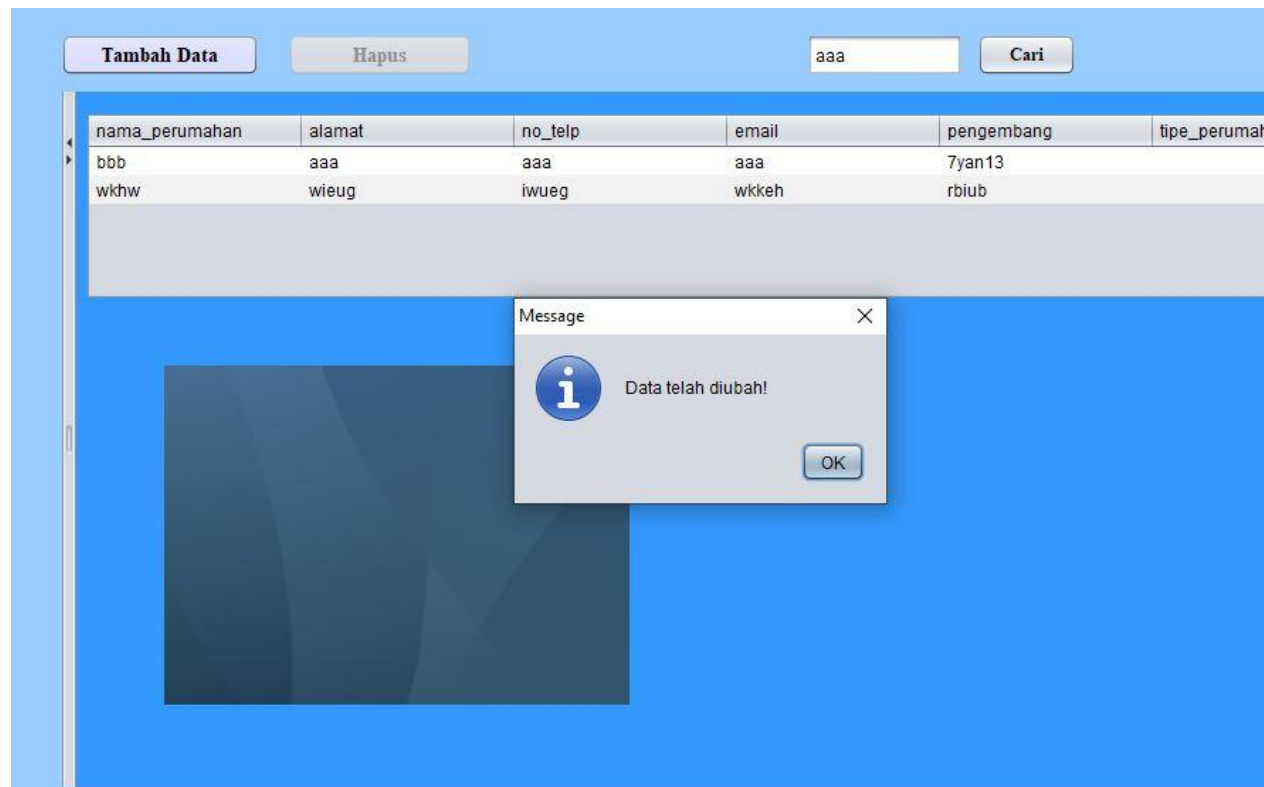 Tambah Data Hapus aaa Cari
nama_perumahan alamat no_telp email pengembang tipe_perumah
bbb aaa aaa aaa 7yan13
wkhw wieug iwueg wkkeh rbiub
Message
Data telah diubah!
OK